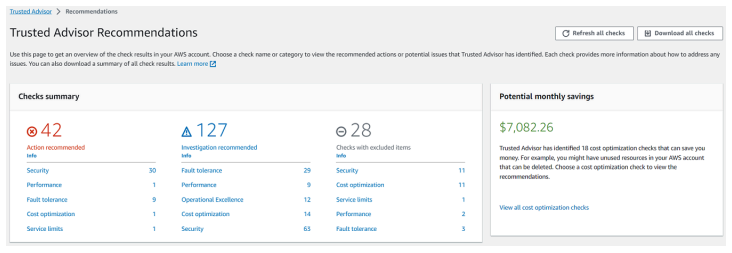 Trusted Advisor > Recommendations
Trusted Advisor Recommendations
Refresh all checks
Download all checks
Use this page to get an overview of the check results in your AWS account. Choose a check name or category to view the recommended actions or potential issues that Trusted Advisor has identified. Each check provides more information about how to address any
issues. You can also download a summary of all check results. Learn more
Checks summary
42
Action recommended
Info
Security 30
Performance 1
Fault tolerance 9
Cost optimization 1
Service limits 1
127
Investigation recommended
Info
Fault tolerance 29
Performance 9
Operational Excellence 12
Cost optimization 14
Security 63
28
Checks with excluded items
Info
Security 11
Cost optimization 11
Service limits 1
Performance 2
Fault tolerance 3
Potential monthly savings
$7,082.26
Trusted Advisor has identified 18 cost optimization checks that can save you
money. For example, you might have unused resources in your AWS account
that can be deleted. Choose a cost optimization check to view the
recommendations.
View all cost optimization checks